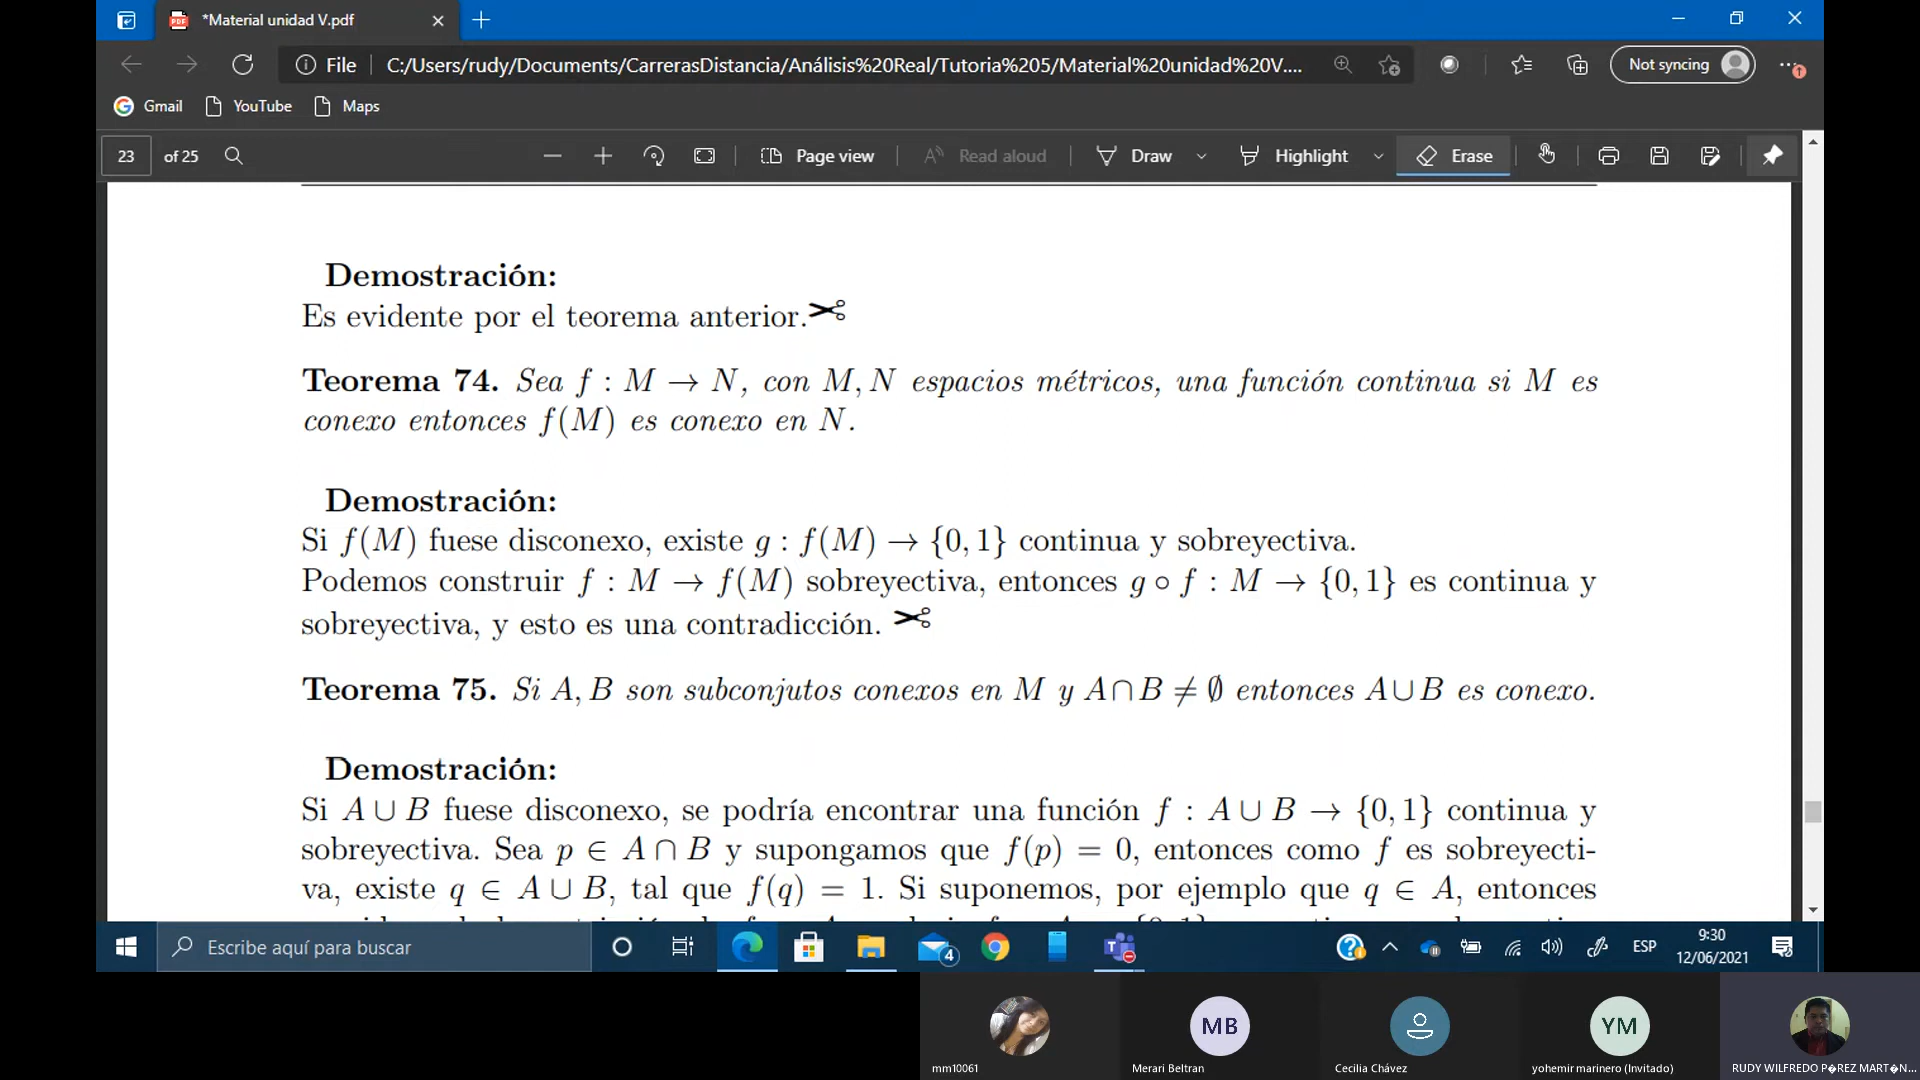 *Material unidad V.pdf
File C:/Users/rudy/Documents/CarrerasDistancia/Análisis%20Real/Tutoria%205/Material%20unidad%20V.... Not syncing
Gmail YouTube Maps
23 of 25 Page view Read aloud Draw Highlight Erase
Demostración:
Es evidente por el teorema anterior.
Teorema 74. Sea f : M → N, con M, N espacios métricos, una función continua si M es
conexo entonces f(M) es conexo en N.
Demostración:
Si f(M) fuese disconexo, existe g : f(M) → {0, 1} continua y sobreyectiva.
Podemos construir f : M → f(M) sobreyectiva, entonces g ∘ f : M → {0, 1} es continua y
sobreyectiva, y esto es una contradicción.
Teorema 75. Si A, B son subconjutos conexos en M y A ∩ B ≠ ∅ entonces A ∪ B es conexo.
Demostración:
Si A ∪ B fuese disconexo, se podría encontrar una función f : A ∪ B → {0, 1} continua y
sobreyectiva. Sea p ∈ A ∩ B y supongamos que f(p) = 0, entonces como f es sobreyecti-
va, existe q ∈ A ∪ B, tal que f(q) = 1. Si suponemos, por ejemplo que q ∈ A, entonces
Escribe aquí para buscar 4 ESP 9:30
12/06/2021
MB YM
mm10061 Merari Beltran Cecilia Chávez yohemir marinero (Invitado) RUDY WILFREDO P�REZ MART�N...